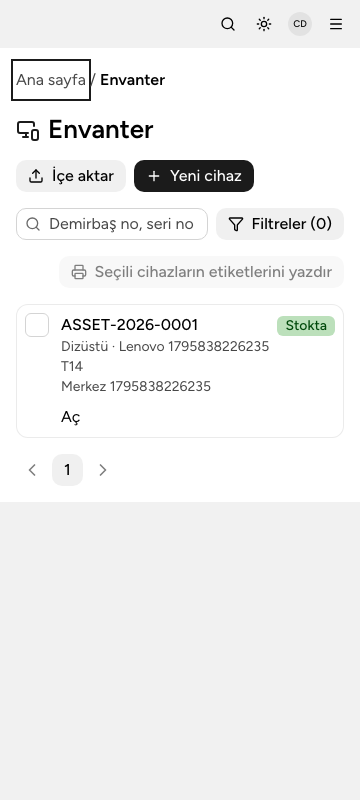 CD
Ana sayfa / Envanter
Envanter
İçe aktar
Yeni cihaz
Demirbaş no, seri no
Filtreler (0)
Seçili cihazların etiketlerini yazdır
ASSET-2026-0001
Stokta
Dizüstü · Lenovo 1795838226235
T14
Merkez 1795838226235
Aç
1